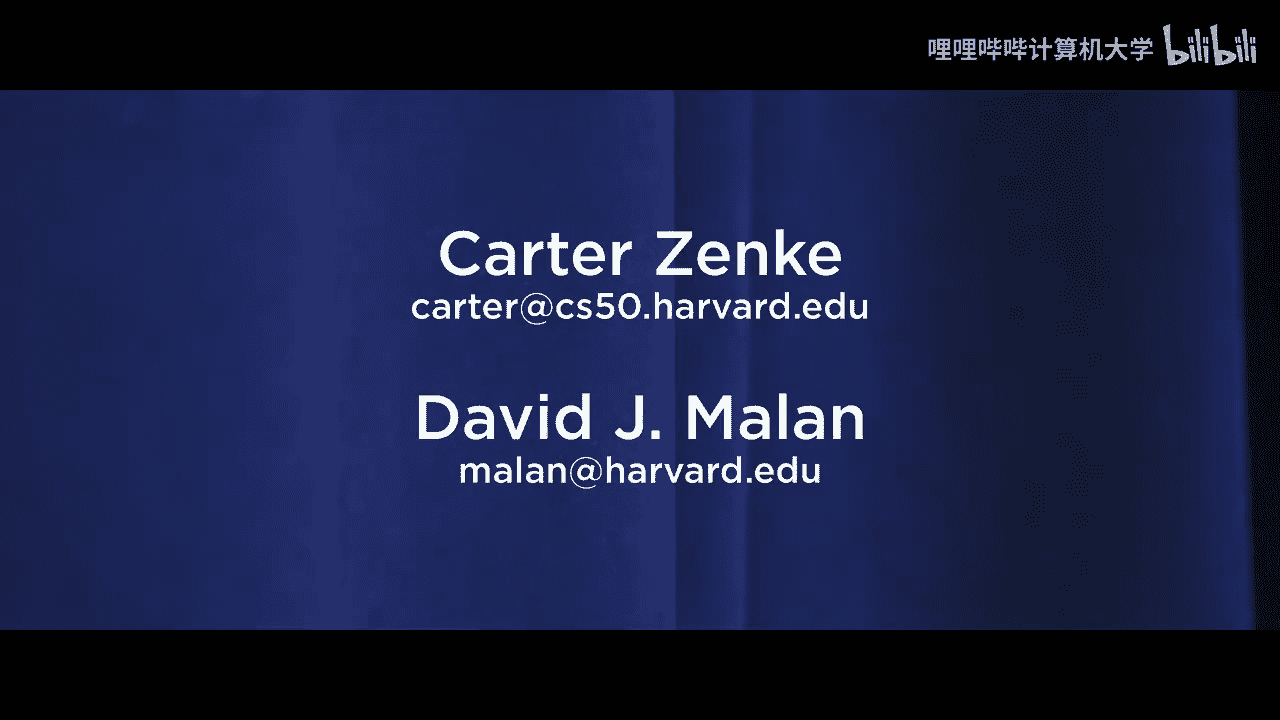 哩哩哔哔计算机大学 bilibili
Carter Zenke
carter@cs50.harvard.edu
David J. Malan
malan@harvard.edu